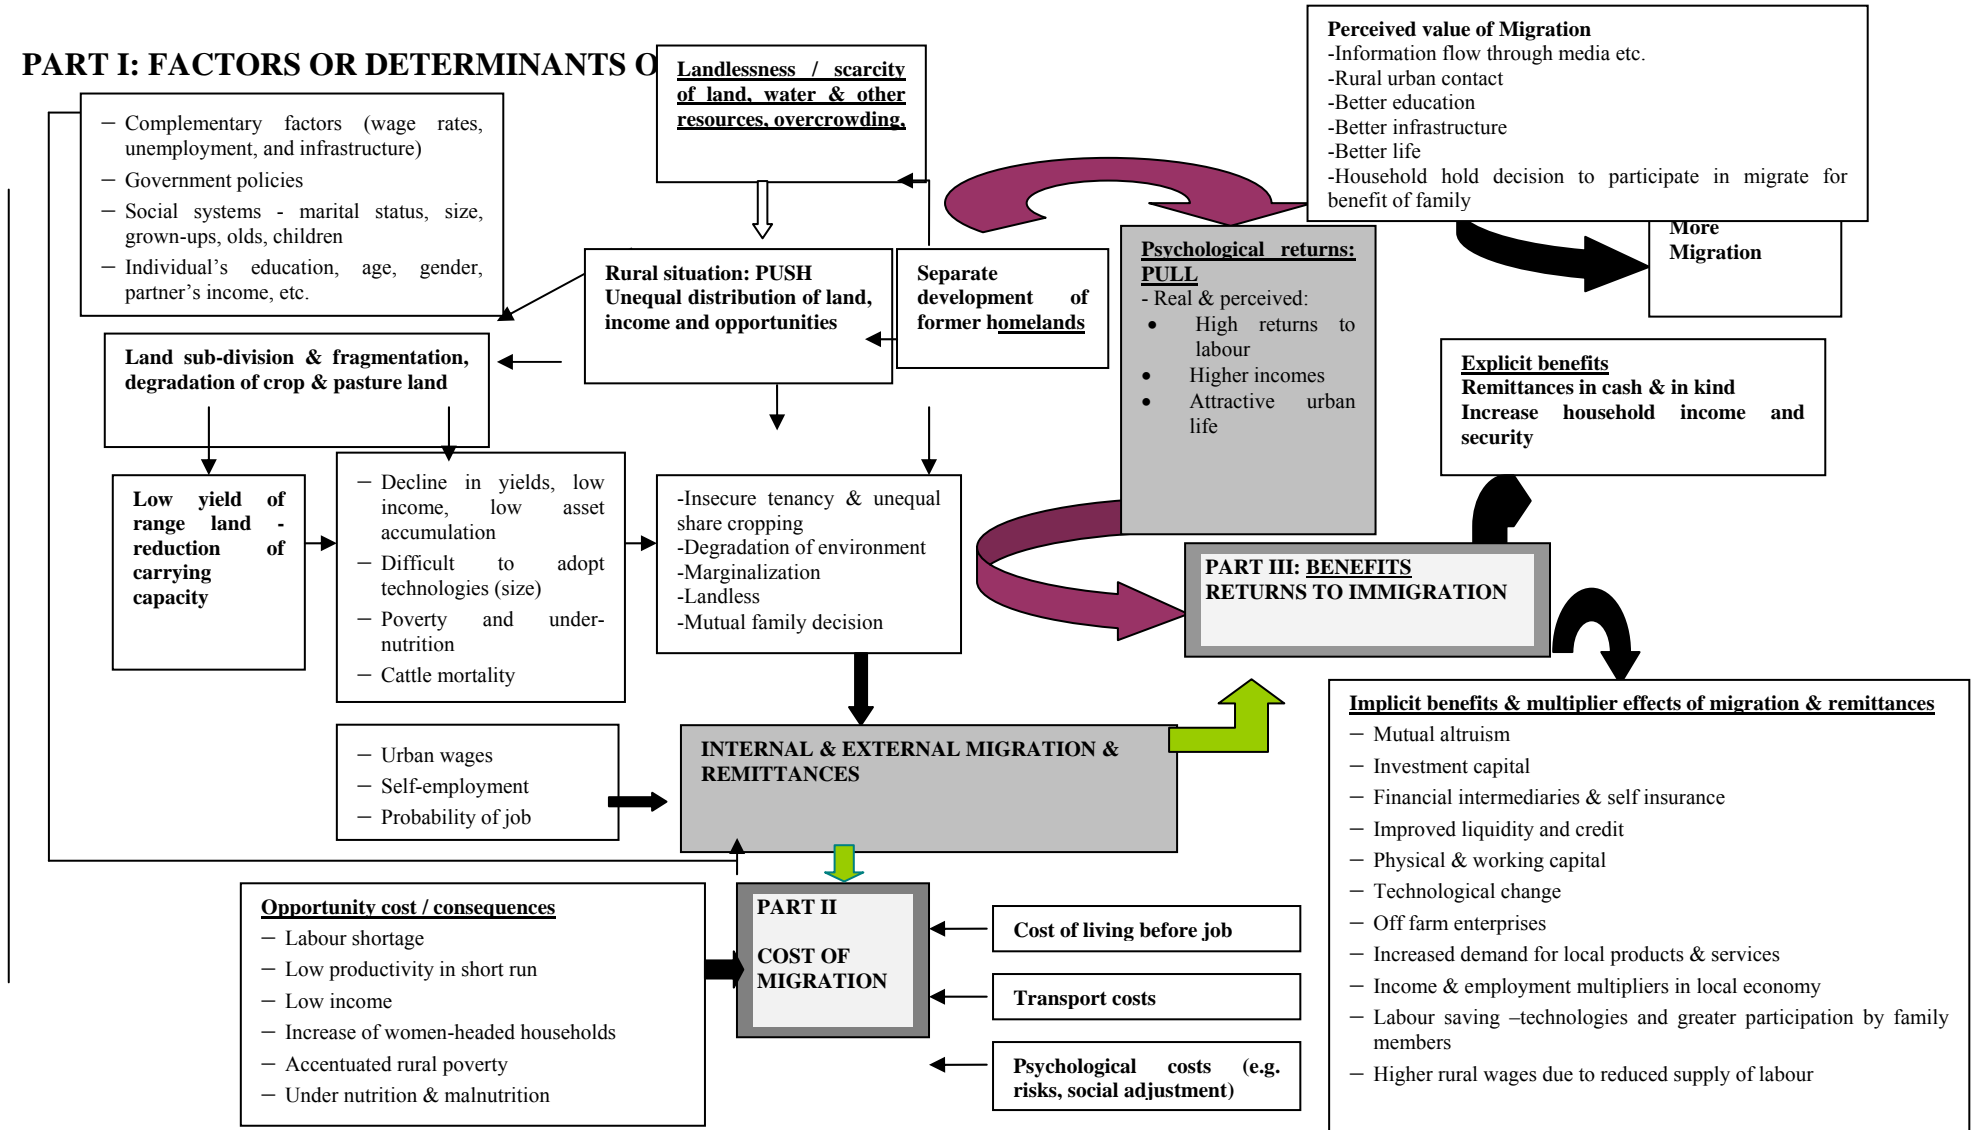 PART I: FACTORS OR DETERMINANTS O
Landlessness / scarcity
of land, water & other
resources, overcrowding,
Perceived value of Migration
-Information flow through media etc.
-Rural urban contact
-Better education
-Better infrastructure
-Better life
-Household hold decision to participate in migrate for
benefit of family
More
Migration
– Complementary factors (wage rates,
unemployment, and infrastructure)
– Government policies
– Social systems - marital status, size,
grown-ups, olds, children
– Individual's education, age, gender,
partner's income, etc.
Rural situation: PUSH
Unequal distribution of land,
income and opportunities
Separate
development of
former homelands
Psychological returns:
PULL
- Real & perceived:
• High returns to
labour
• Higher incomes
• Attractive urban
life
Land sub-division & fragmentation,
degradation of crop & pasture land
Explicit benefits
Remittances in cash & in kind
Increase household income and
security
Low yield of
range land -
reduction of
carrying
capacity
– Decline in yields, low
income, low asset
accumulation
– Difficult to adopt
technologies (size)
– Poverty and under-
nutrition
– Cattle mortality
-Insecure tenancy & unequal
share cropping
-Degradation of environment
-Marginalization
-Landless
-Mutual family decision
PART III: BENEFITS
RETURNS TO IMMIGRATION
– Urban wages
– Self-employment
– Probability of job
INTERNAL & EXTERNAL MIGRATION &
REMITTANCES
Implicit benefits & multiplier effects of migration & remittances
– Mutual altruism
– Investment capital
– Financial intermediaries & self insurance
– Improved liquidity and credit
– Physical & working capital
– Technological change
– Off farm enterprises
– Increased demand for local products & services
– Income & employment multipliers in local economy
– Labour saving –technologies and greater participation by family
members
– Higher rural wages due to reduced supply of labour
Opportunity cost / consequences
– Labour shortage
– Low productivity in short run
– Low income
– Increase of women-headed households
– Accentuated rural poverty
– Under nutrition & malnutrition
PART II
COST OF
MIGRATION
Cost of living before job
Transport costs
Psychological costs (e.g.
risks, social adjustment)